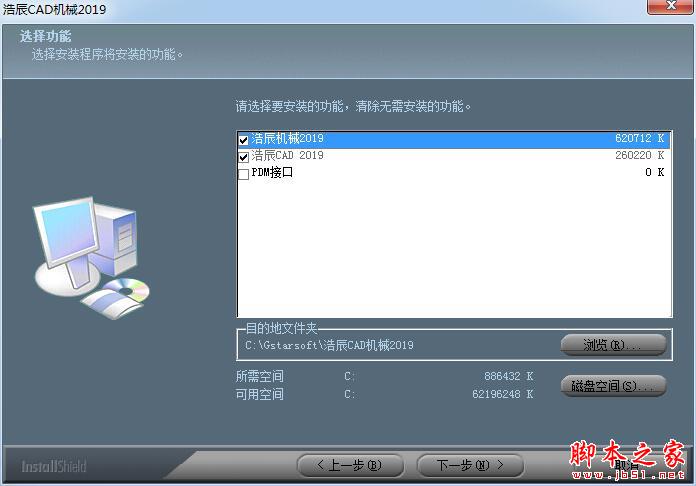 浩辰CAD机械2019
选择功能
选择安装程序将安装的功能。
请选择要安装的功能，清除无需安装的功能。
浩辰机械2019 620712 K
浩辰CAD 2019 260220 K
PDM接口 0 K
目的地文件夹
C:\Gstarsoft\浩辰CAD机械2019
浏览(R)...
所需空间 C: 886432 K
可用空间 C: 62196248 K
磁盘空间(S)...
InstallShield
<上一步(B)
下一步(N)>
取消
脚本之家
www.jb51.net